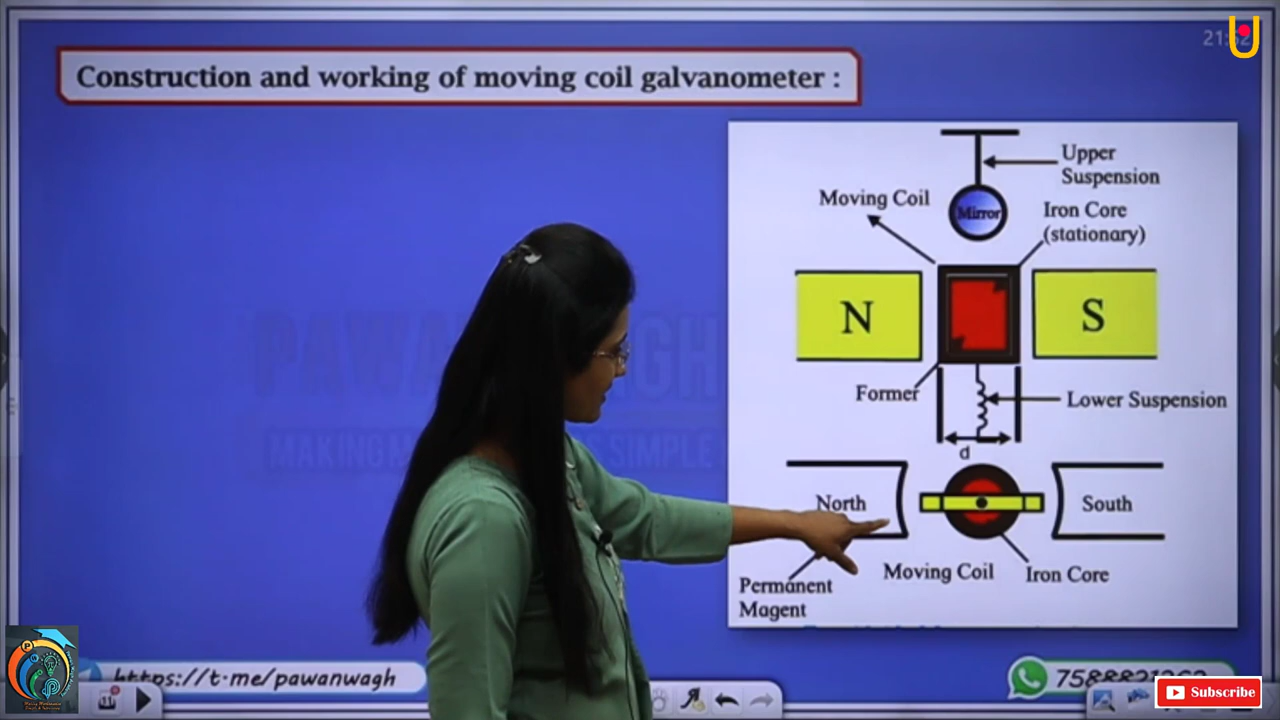 Construction and working of moving coil galvanometer :
Upper
Suspension
Moving Coil
Mirror
Iron Core
(stationary)
N
S
Former
Lower Suspension
d
North
South
Moving Coil
Iron Core
Permanent
Magent
https://t.me/pawanwagh
Subscribe